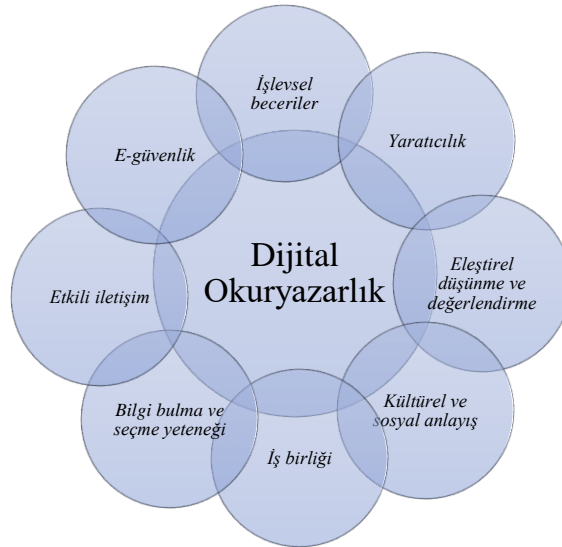 İşlevsel
beceriler
Yaratıcılık
Eleştirel
düşünme ve
değerlendirme
Kültürel ve
sosyal anlayış
İş birliği
Bilgi bulma ve
seçme yeteneği
Etkili iletişim
E-güvenlik
Dijital
Okuryazarlık